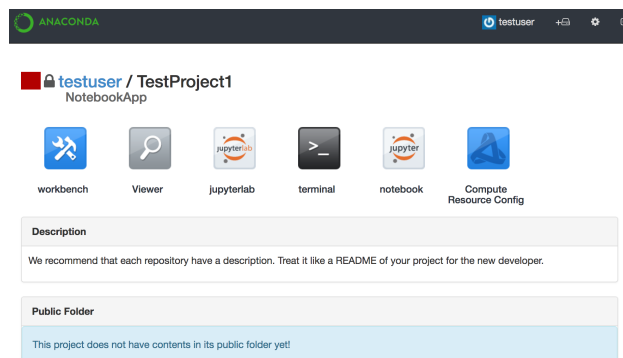 ANACONDA
testuser
testuser / TestProject1
NotebookApp
jupyterlab
>_
jupyter
workbench
Viewer
jupyterlab
terminal
notebook
Compute
Resource Config
Description
We recommend that each repository have a description. Treat it like a README of your project for the new developer.
Public Folder
This project does not have contents in its public folder yet!